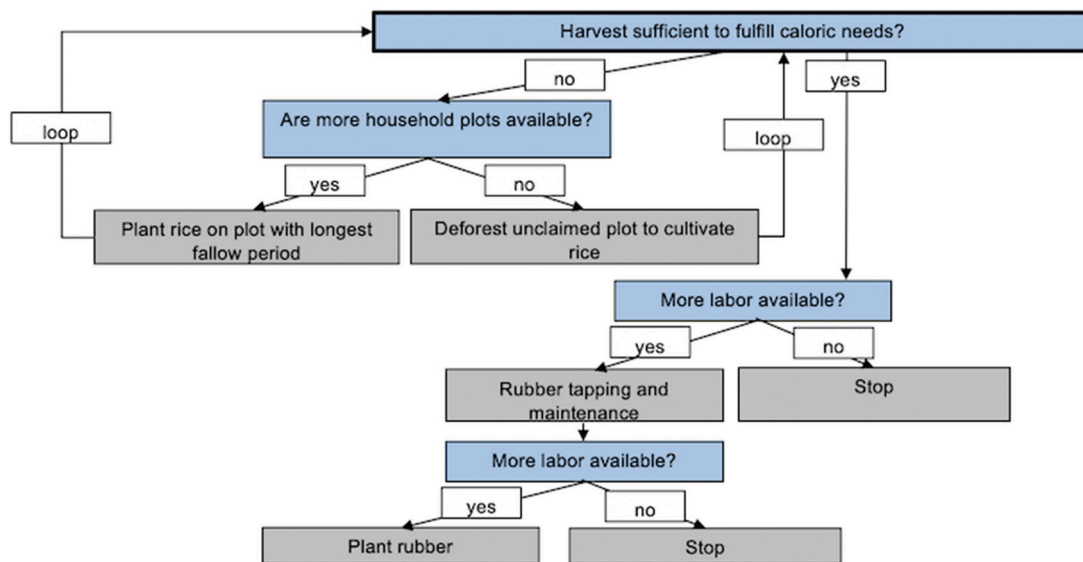 Harvest sufficient to fulfill caloric needs?
no
yes
Are more household plots available?
loop
loop
yes
no
Plant rice on plot with longest
fallow period
Deforest unclaimed plot to cultivate
rice
More labor available?
yes
no
Rubber tapping and
maintenance
Stop
More labor available?
yes
no
Plant rubber
Stop